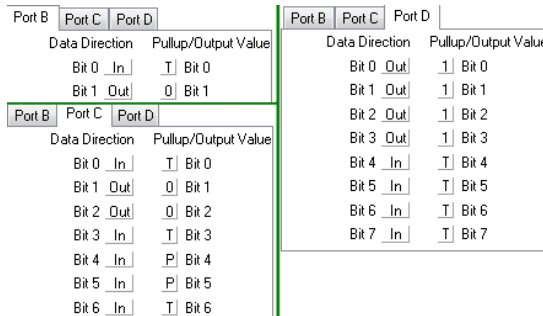 Port B Port C Port D
Data Direction Pullup/Output Value
Bit 0 In T Bit 0
Bit 1 Out 0 Bit 1
Port B Port C Port D
Data Direction Pullup/Output Value
Bit 0 In T Bit 0
Bit 1 Out 0 Bit 1
Bit 2 Out 0 Bit 2
Bit 3 In T Bit 3
Bit 4 In P Bit 4
Bit 5 In P Bit 5
Bit 6 In T Bit 6
Port B Port C Port D
Data Direction Pullup/Output Value
Bit 0 Out 1 Bit 0
Bit 1 Out 1 Bit 1
Bit 2 Out 1 Bit 2
Bit 3 Out 1 Bit 3
Bit 4 In T Bit 4
Bit 5 In T Bit 5
Bit 6 In T Bit 6
Bit 7 In T Bit 7